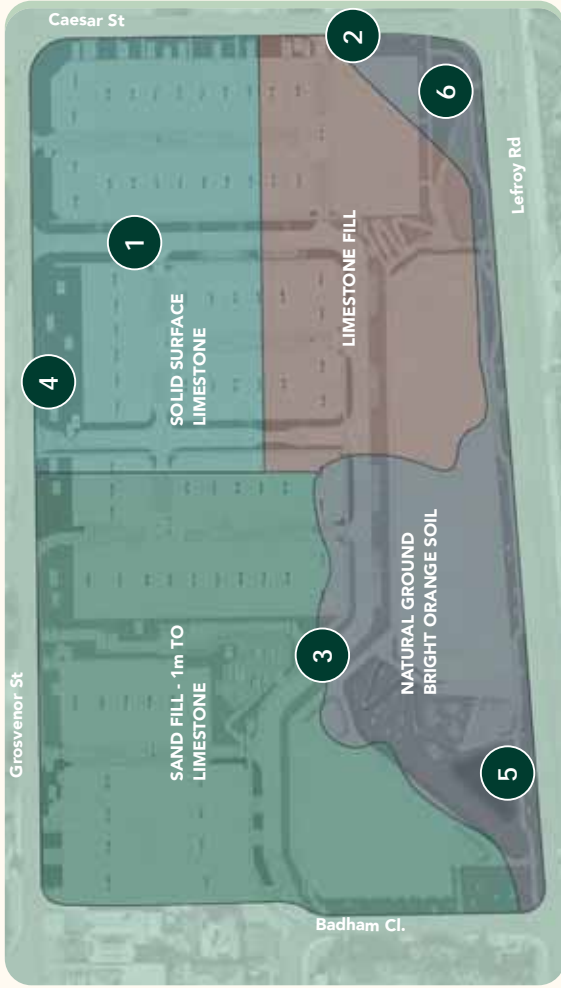 Caesar St
2
6
Lefroy Rd
1
LIMESTONE FILL
4
SOLID SURFACE
LIMESTONE
Grosvenor St
SAND FILL - 1m TO
LIMESTONE
3
NATURAL GROUND
BRIGHT ORANGE SOIL
5
Badham Cl.